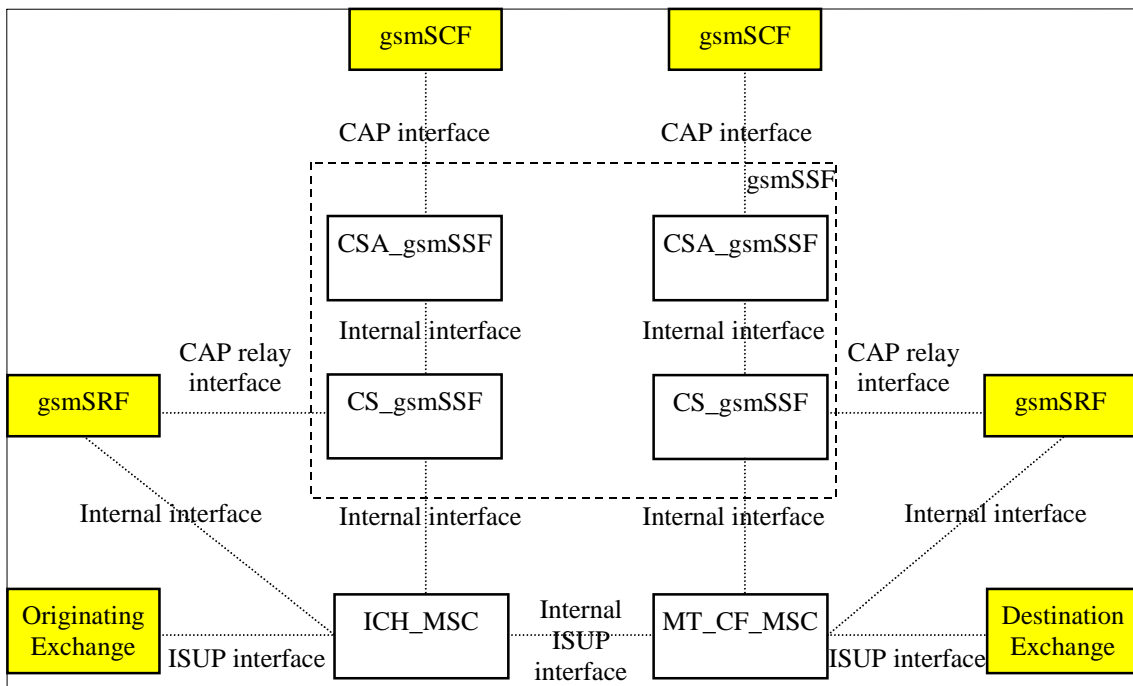 gsmSCF
gsmSCF
CAP interface
CAP interface
gsmSSF
CSA_gsmSSF
CSA_gsmSSF
Internal interface
Internal interface
CAP relay
interface
CAP relay
interface
gsmSRF
CS_gsmSSF
CS_gsmSSF
gsmSRF
Internal interface
Internal interface
Internal interface
Internal interface
Originating
Exchange
ISUP interface
ICH_MSC
Internal
ISUP
interface
MT_CF_MSC
ISUP interface
Destination
Exchange